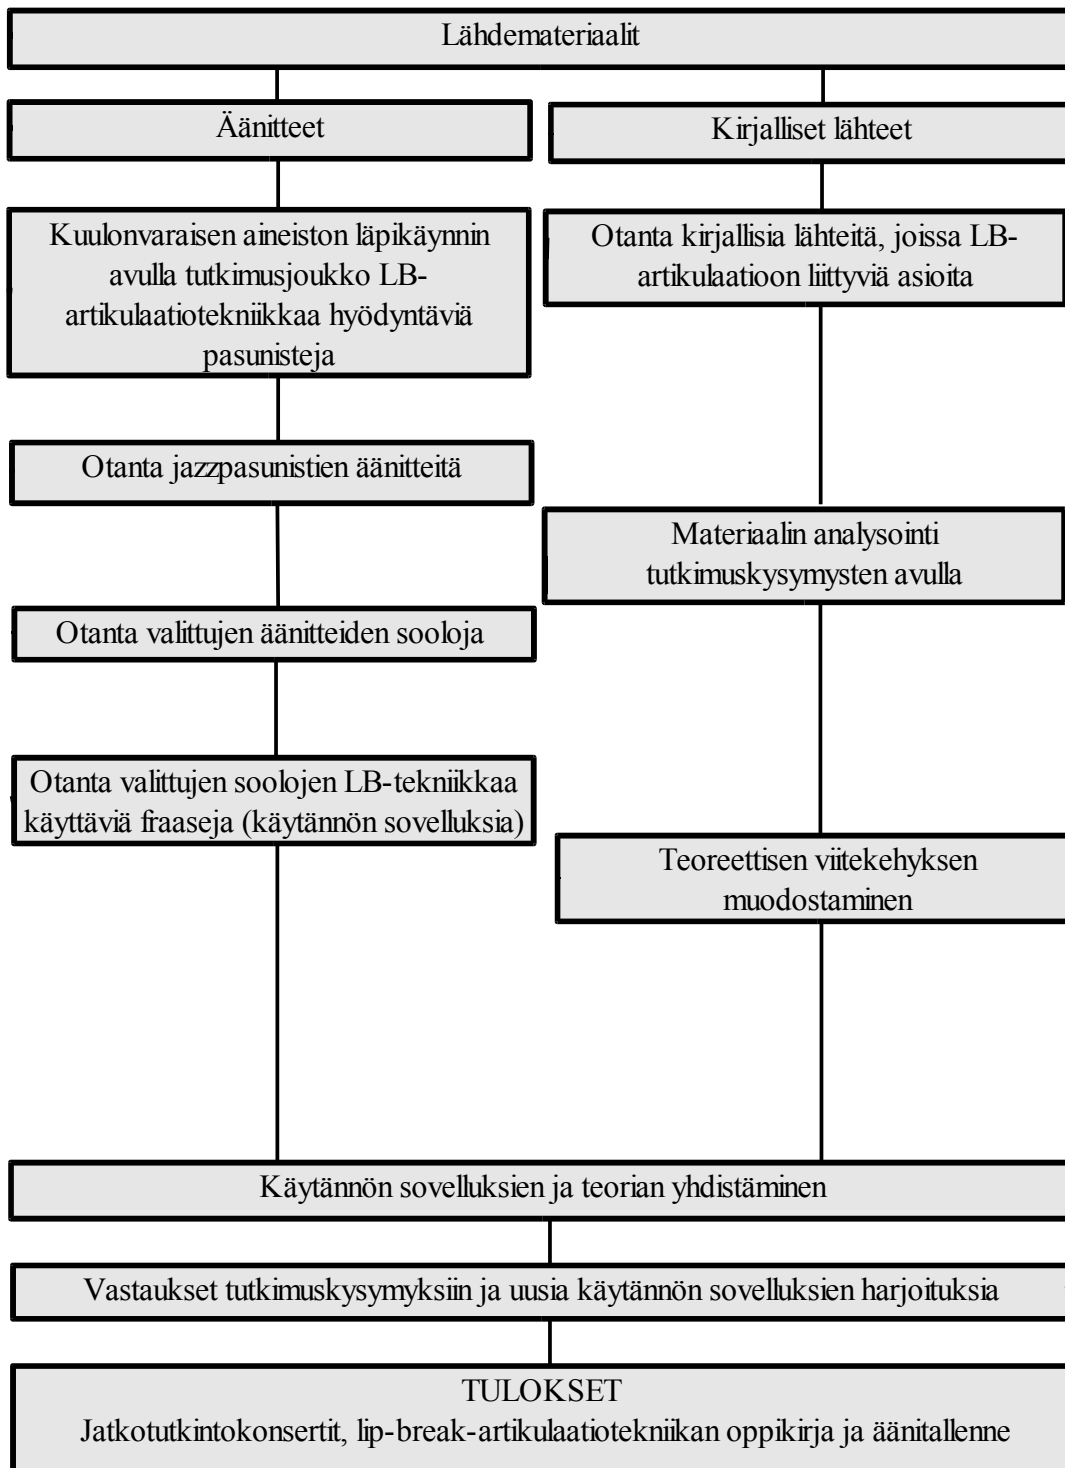 Lähdemateriaalit
Äänitteet
Kirjalliset lähteet
Kuulonvaraisen aineiston läpikäynnin
avulla tutkimusjoukko LB-
artikulaatiotekniikkaa hyödyntäviä
pasunisteja
Otanta kirjallisia lähteitä, joissa LB-
artikulaatioon liittyviä asioita
Otanta jazzpasunistien äänitteitä
Materiaalin analysointi
tutkimuskysymysten avulla
Otanta valittujen äänitteiden sooloja
Otanta valittujen soolojen LB-tekniikkaa
käyttäviä fraaseja (käytännön sovelluksia)
Teoreettisen viitekehyksen
muodostaminen
Käytännön sovelluksien ja teorian yhdistäminen
Vastaukset tutkimuskysymyksiin ja uusia käytännön sovelluksien harjoituksia
TULOKSET
Jatkotutkintokonsertit, lip-break-artikulaatiotekniikan oppikirja ja äänitallenne